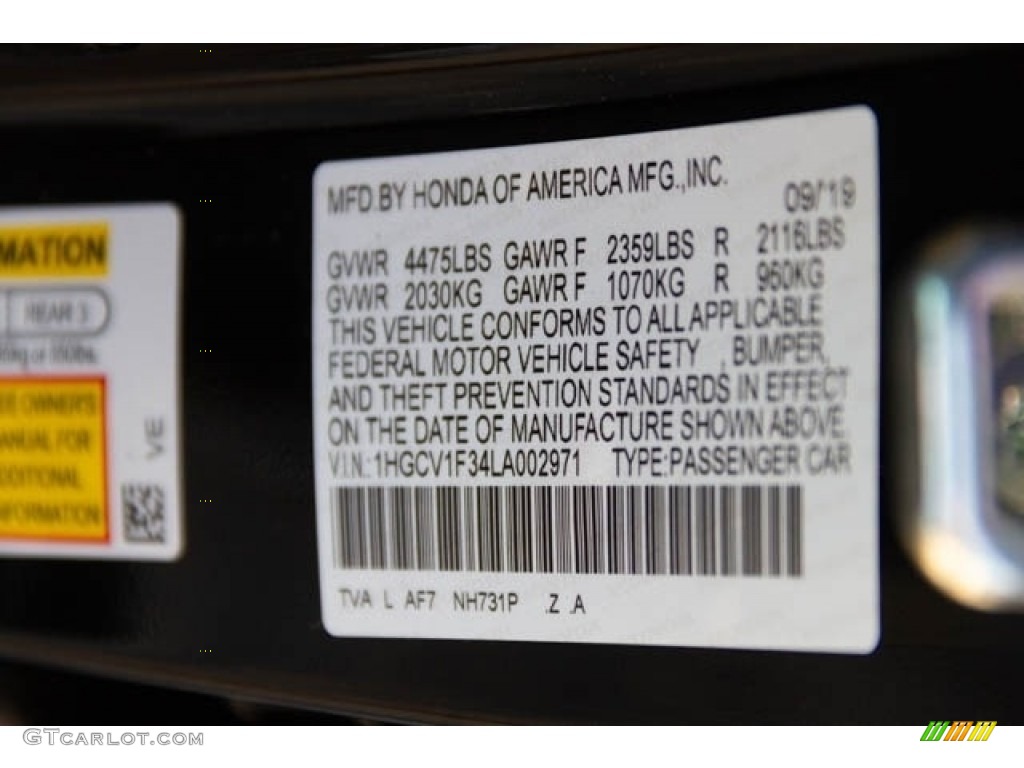 MFD.BY HONDA OF AMERICA MFG.,INC.
09/'19
GVWR 4475LBS GAWR F 2359LBS R 2116LBS
GVWR 2030KG GAWR F 1070KG R 960KG
THIS VEHICLE CONFORMS TO ALL APPLICABLE
FEDERAL MOTOR VEHICLE SAFETY , BUMPER,
AND THEFT PREVENTION STANDARDS IN EFFECT
ON THE DATE OF MANUFACTURE SHOWN ABOVE.
V.I.N.:1HGCV1F34LA002971 TYPE:PASSENGER CAR
TVA L AF7 NH731P .Z .A
MATION
REAR 3
OWNER'S
MANUAL FOR
VE
GTCARLOT.COM